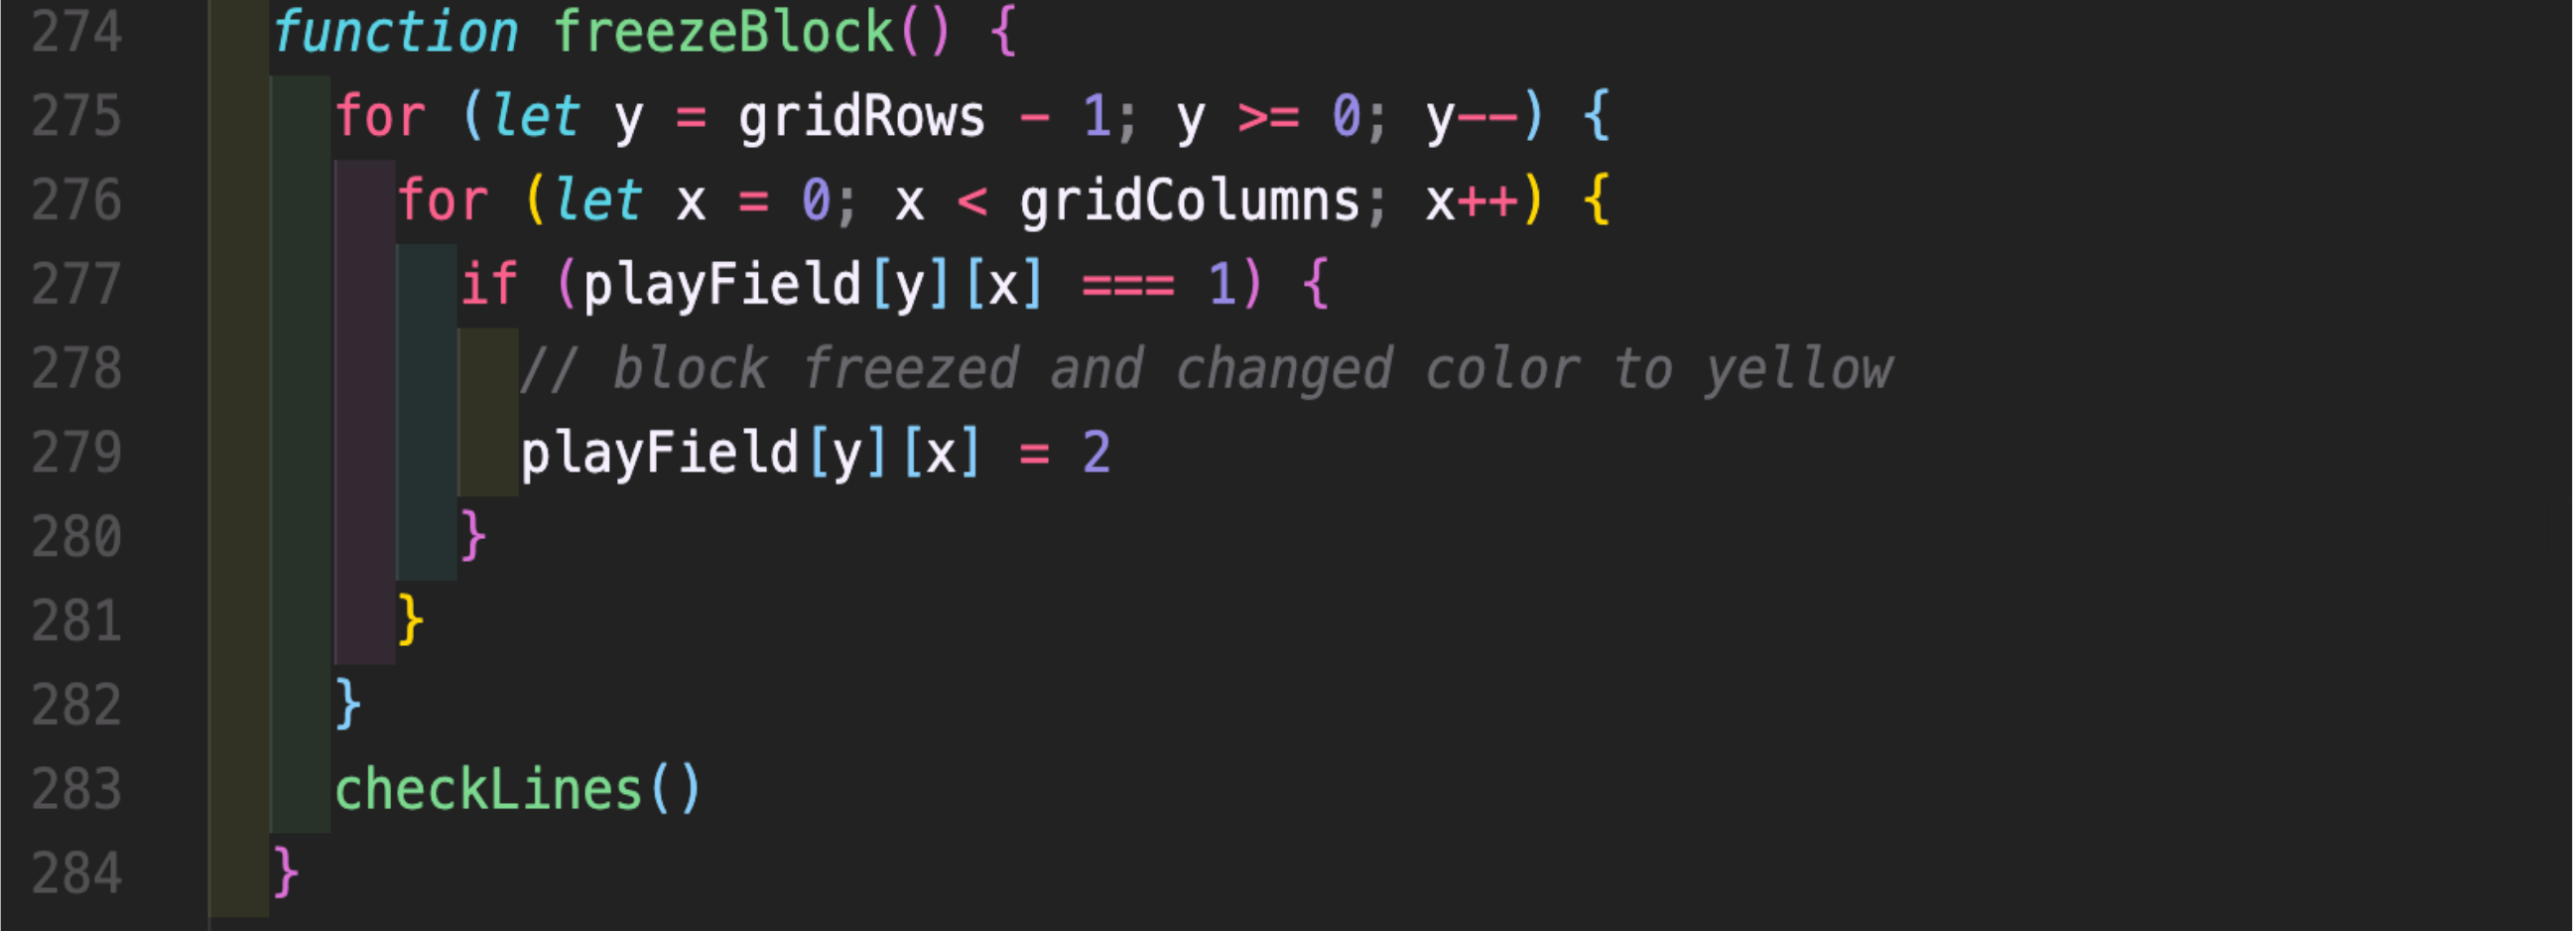 274 function freezeBlock() {
275 for (let y = gridRows - 1; y >= 0; y--) {
276 for (let x = 0; x < gridColumns; x++) {
277 if (playField[y][x] === 1) {
278 // block freezed and changed color to yellow
279 playField[y][x] = 2
280 }
281 }
282 }
283 checkLines()
284 }